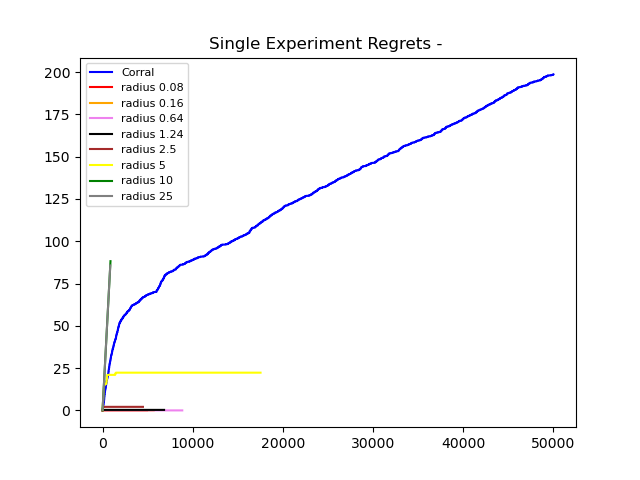 Single Experiment Regrets -
Corral
radius 0.08
radius 0.16
radius 0.64
radius 1.24
radius 2.5
radius 5
radius 10
radius 25
200
175
150
125
100
75
50
25
0
0 10000 20000 30000 40000 50000